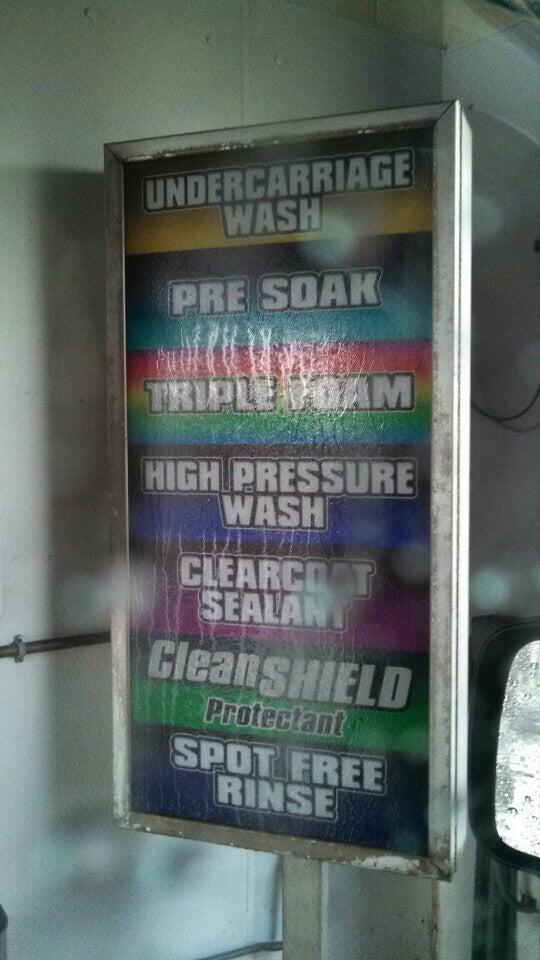 UNDERCARRIAGE
WASH
PRE SOAK
TRIPLE FOAM
HIGH PRESSURE
WASH
CLEARCOAT
SEALANT
CleanSHIELD
Protectant
SPOT FREE
RINSE